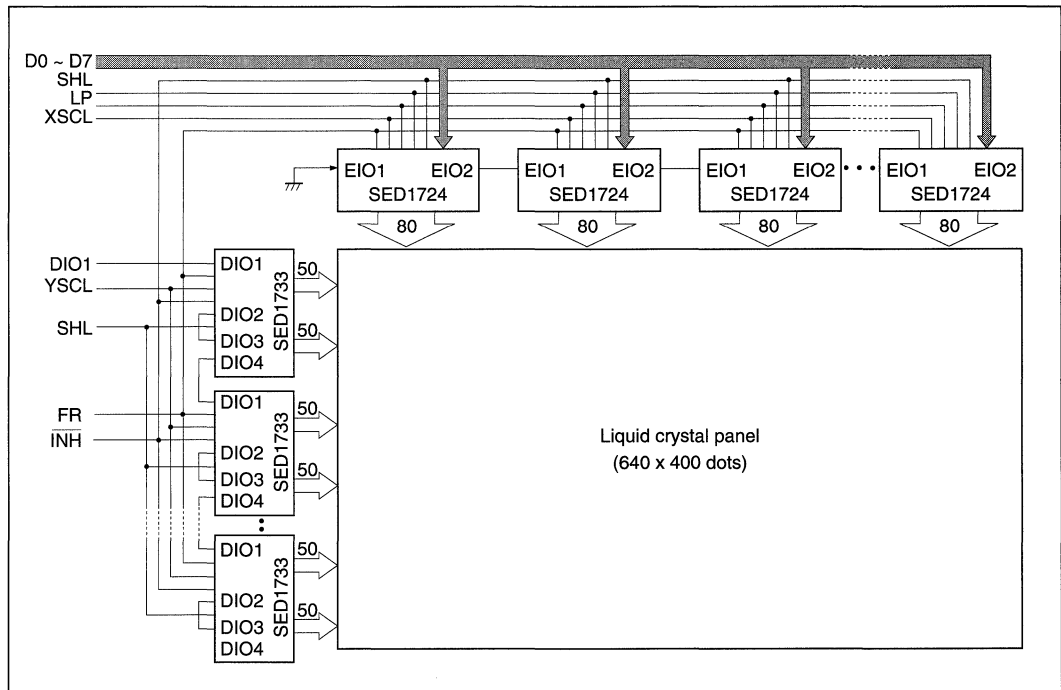 D0 ~ D7
SHL
LP
XSCL
EIO1 EIO2
SED1724
EIO1 EIO2
SED1724
EIO1 EIO2
SED1724
EIO1 EIO2
SED1724
80
80
80
80
DIO1
YSCL
SHL
FR
INH
DIO1
DIO2
DIO3
DIO4
SED1733
50
50
DIO1
DIO2
DIO3
DIO4
SED1733
50
50
DIO1
DIO2
DIO3
DIO4
SED1733
50
50
Liquid crystal panel
(640 x 400 dots)